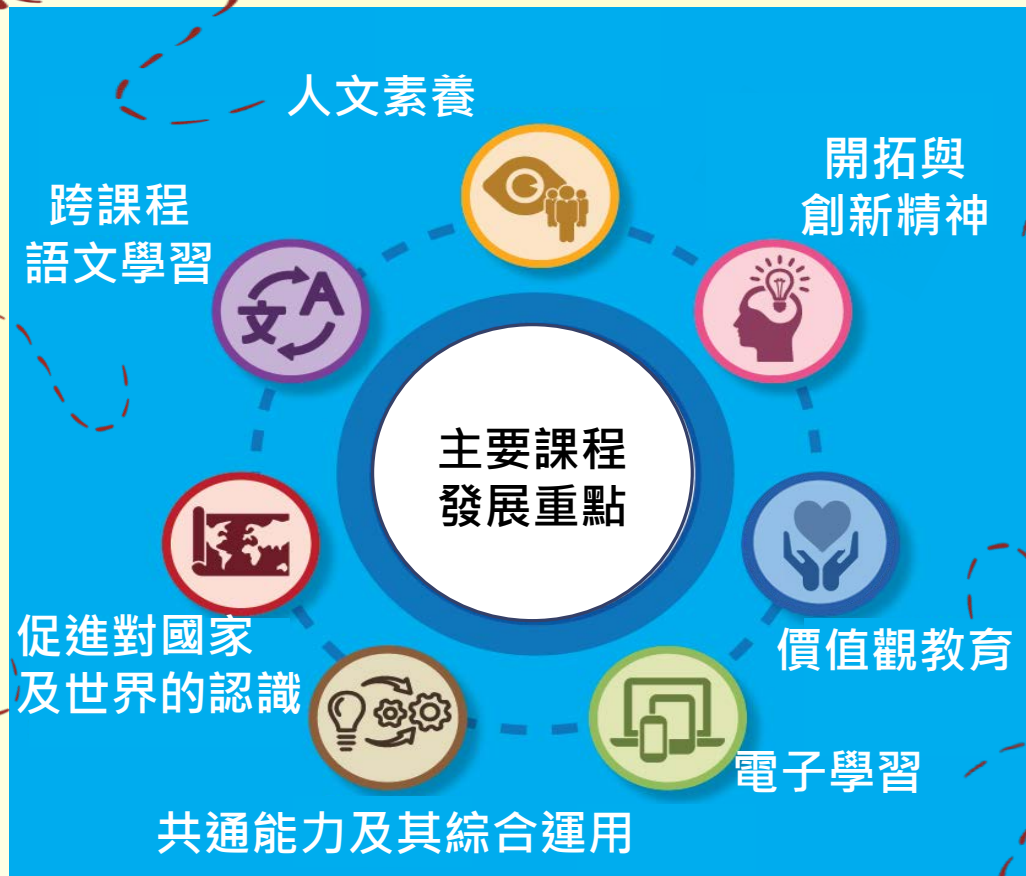 人文素養
開拓與
創新精神
跨課程
語文學習
文A
主要課程
發展重點
促進對國家
及世界的認識
價值觀教育
電子學習
共通能力及其綜合運用